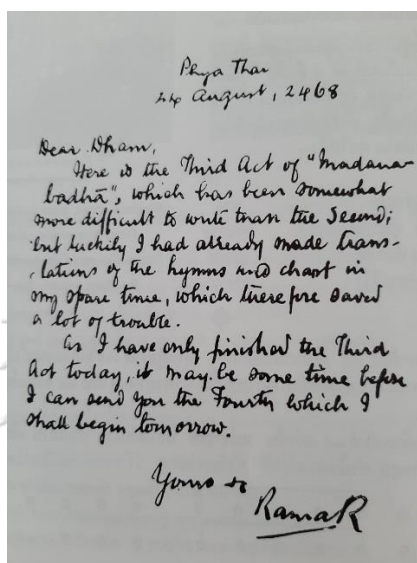 Phya Thai
24 August, 2468
Dear Dham,
Here is the Third Act of "Madana-
badhā", which has been somewhat
more difficult to write than the Second;
but luckily I had already made trans-
-lations of the hymns and chant in
my spare time, which therefore saved
a lot of trouble.
As I have only finished the Third
Act today, it may be some time before
I can send you the Fourth which I
shall begin tomorrow.
Yours
Rama R